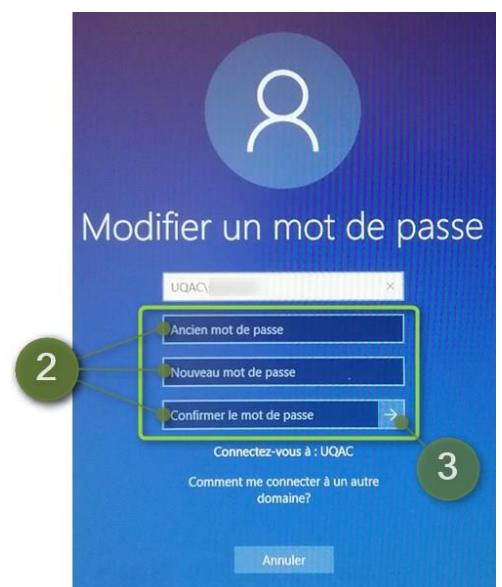 Modifier un mot de passe
UQAC\
Ancien mot de passe
2
Nouveau mot de passe
Confirmer le mot de passe
3
Connectez-vous à : UQAC
Comment me connecter à un autre
domaine?
Annuler